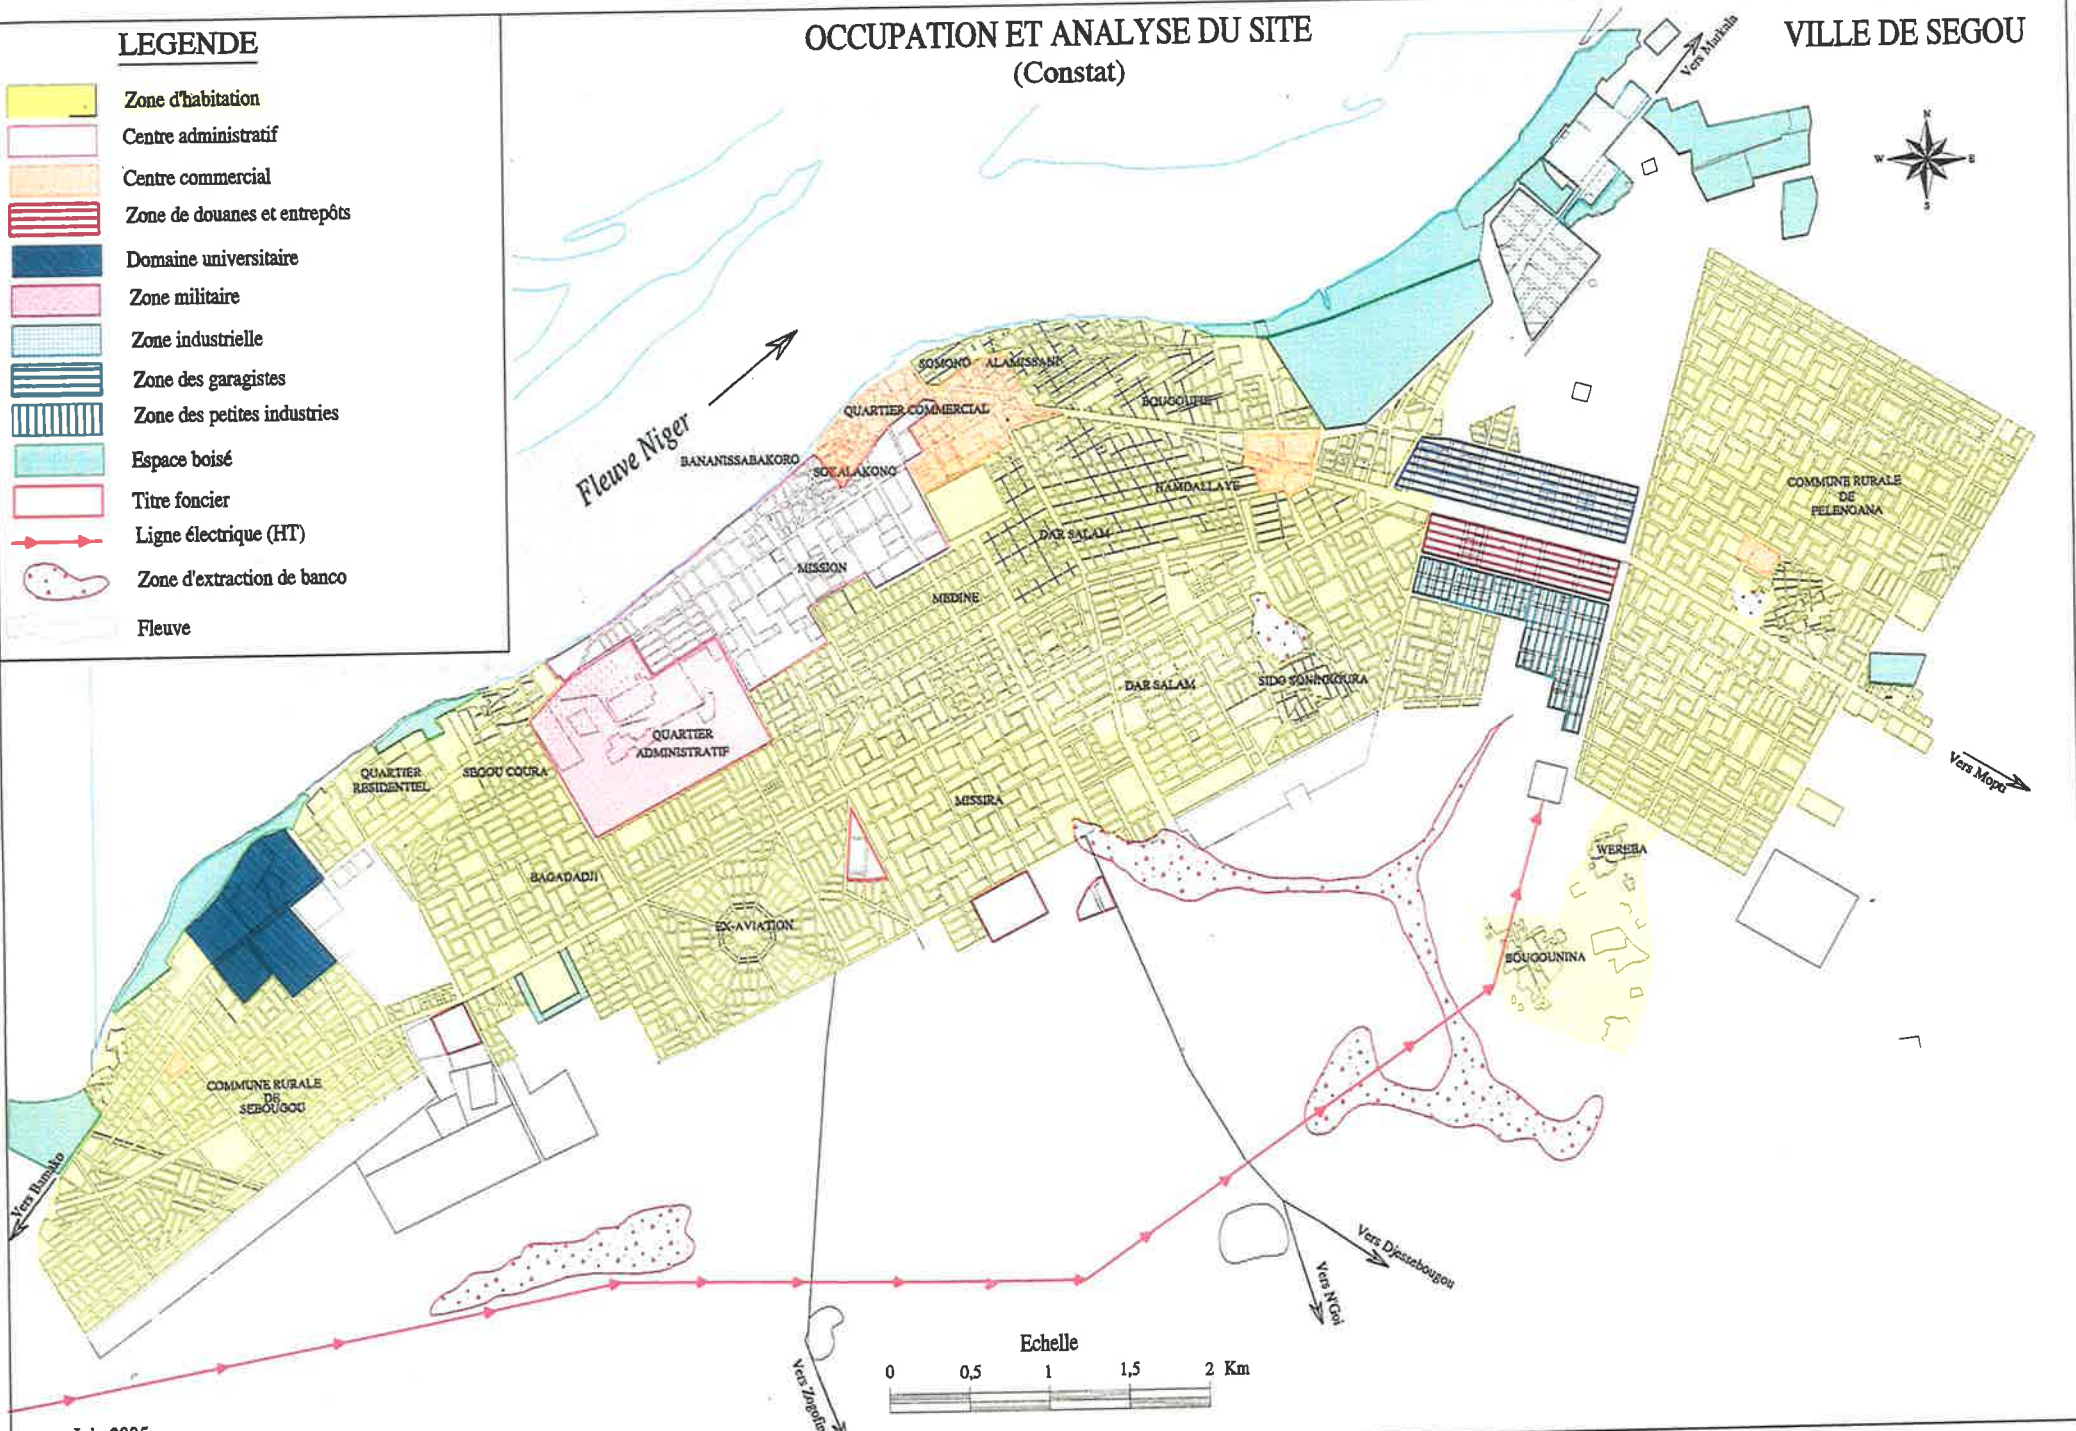 OCCUPATION ET ANALYSE DU SITE
(Constat)
VILLE DE SEGOU
LEGENDE
Zone d'habitation
Centre administratif
Centre commercial
Zone de douanes et entrepôts
Domaine universitaire
Zone militaire
Zone industrielle
Zone des garagistes
Zone des petites industries
Espace boisé
Titre foncier
Ligne électrique (HT)
Zone d'extraction de banco
Fleuve
Vers Markala
N
W
E
S
Fleuve Niger
SOMONO
ALAMISSANI
QUARTIER COMMERCIAL
BANANISSABAKORO
SOKALAKONO
HAMDALLAYE
DAR SALAM
COMMUNE RURALE
DE
PELENGANA
MISSION
MEDINE
DAR SALAM
SIDO SONINKOURA
QUARTIER
ADMINISTRATIF
QUARTIER
RESIDENTIEL
SEGOU COURA
MISSIRA
Vers Mopti
WEREBA
BAGADADJI
EX-AVIATION
BOUGOUNINA
COMMUNE RURALE
DE
SEBOUGOU
Vers Bamako
Vers Djessebougou
Vers N'Goi
Echelle
0
0,5
1
1,5
2 Km